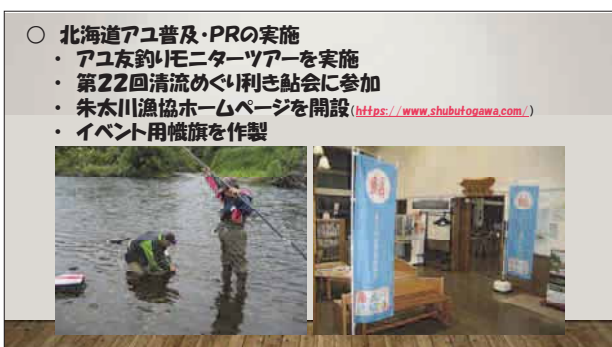 ○ 北海道アユ普及・PRの実施
・ アユ友釣りモニターツアーを実施
・ 第22回清流めぐり利き鮎会に参加
・ 朱太川漁協ホームページを開設(https://www.shubutogawa.com/)
・ イベント用幟旗を作製